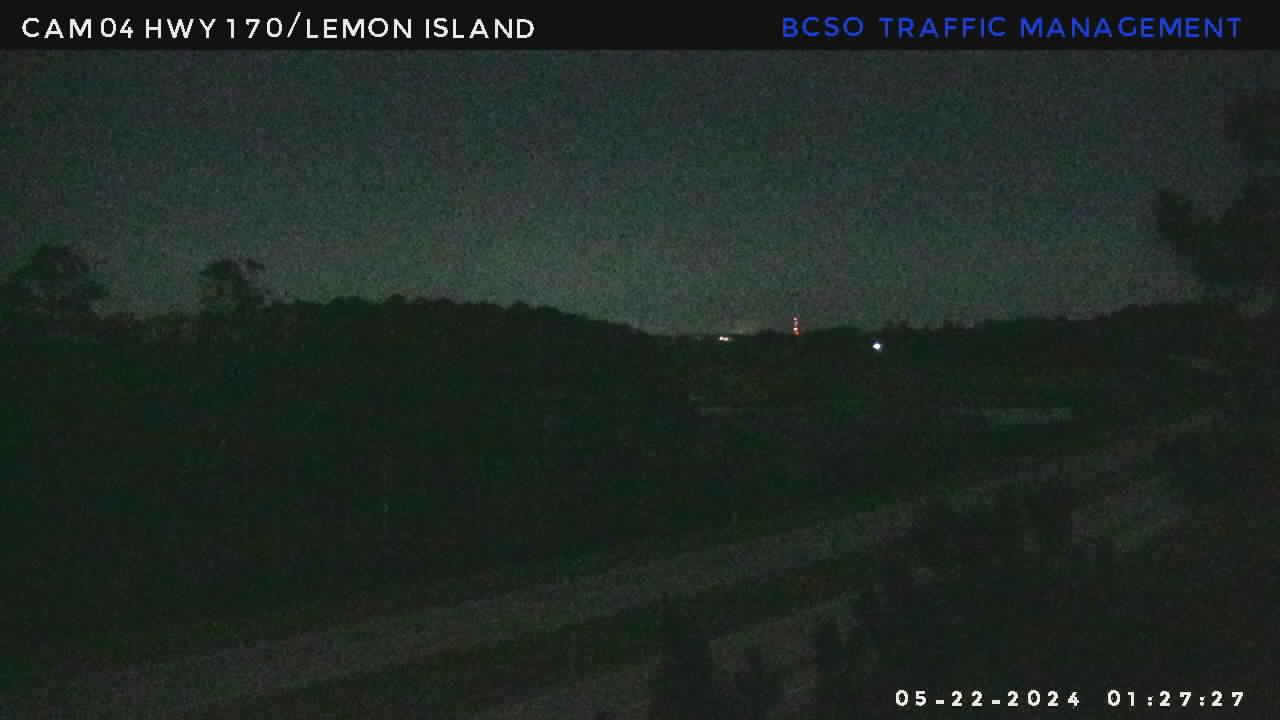 CAM04 HWY 170/LEMON ISLAND
BCSO TRAFFIC MANAGEMENT
05-22-2024 01:27:27